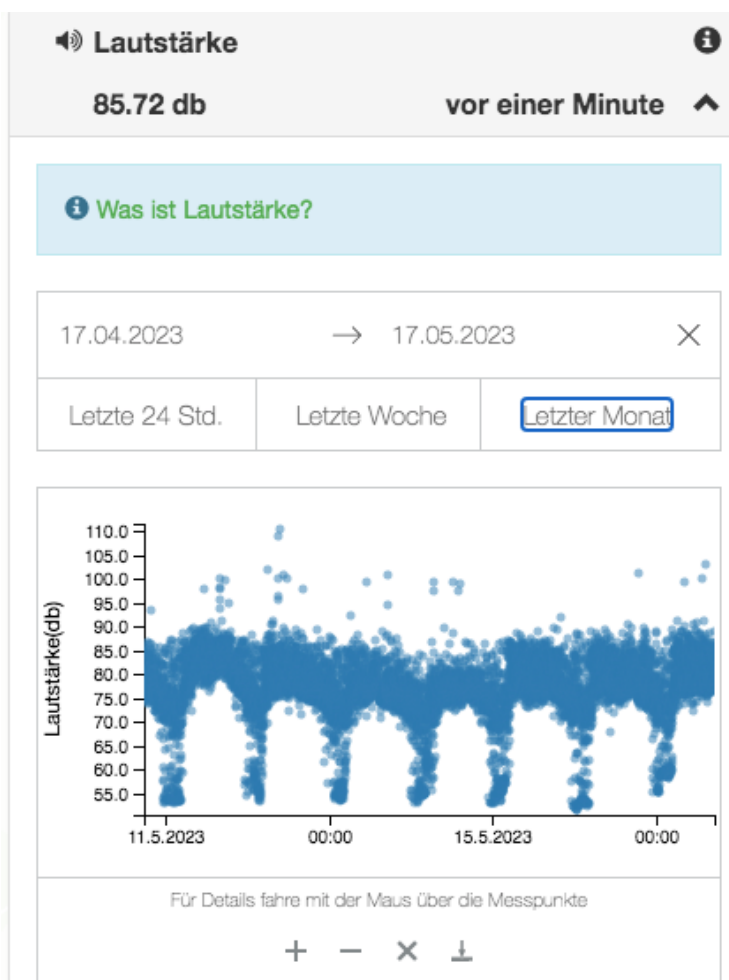 Lautstärke
85.72 db vor einer Minute
Was ist Lautstärke?
17.04.2023 → 17.05.2023
Letzte 24 Std. Letzte Woche Letzter Monat
110.0
105.0
100.0
95.0
90.0
85.0
80.0
75.0
70.0
65.0
60.0
55.0
Lautstärke(db)
11.5.2023 00:00 15.5.2023 00:00
Für Details fahre mit der Maus über die Messpunkte